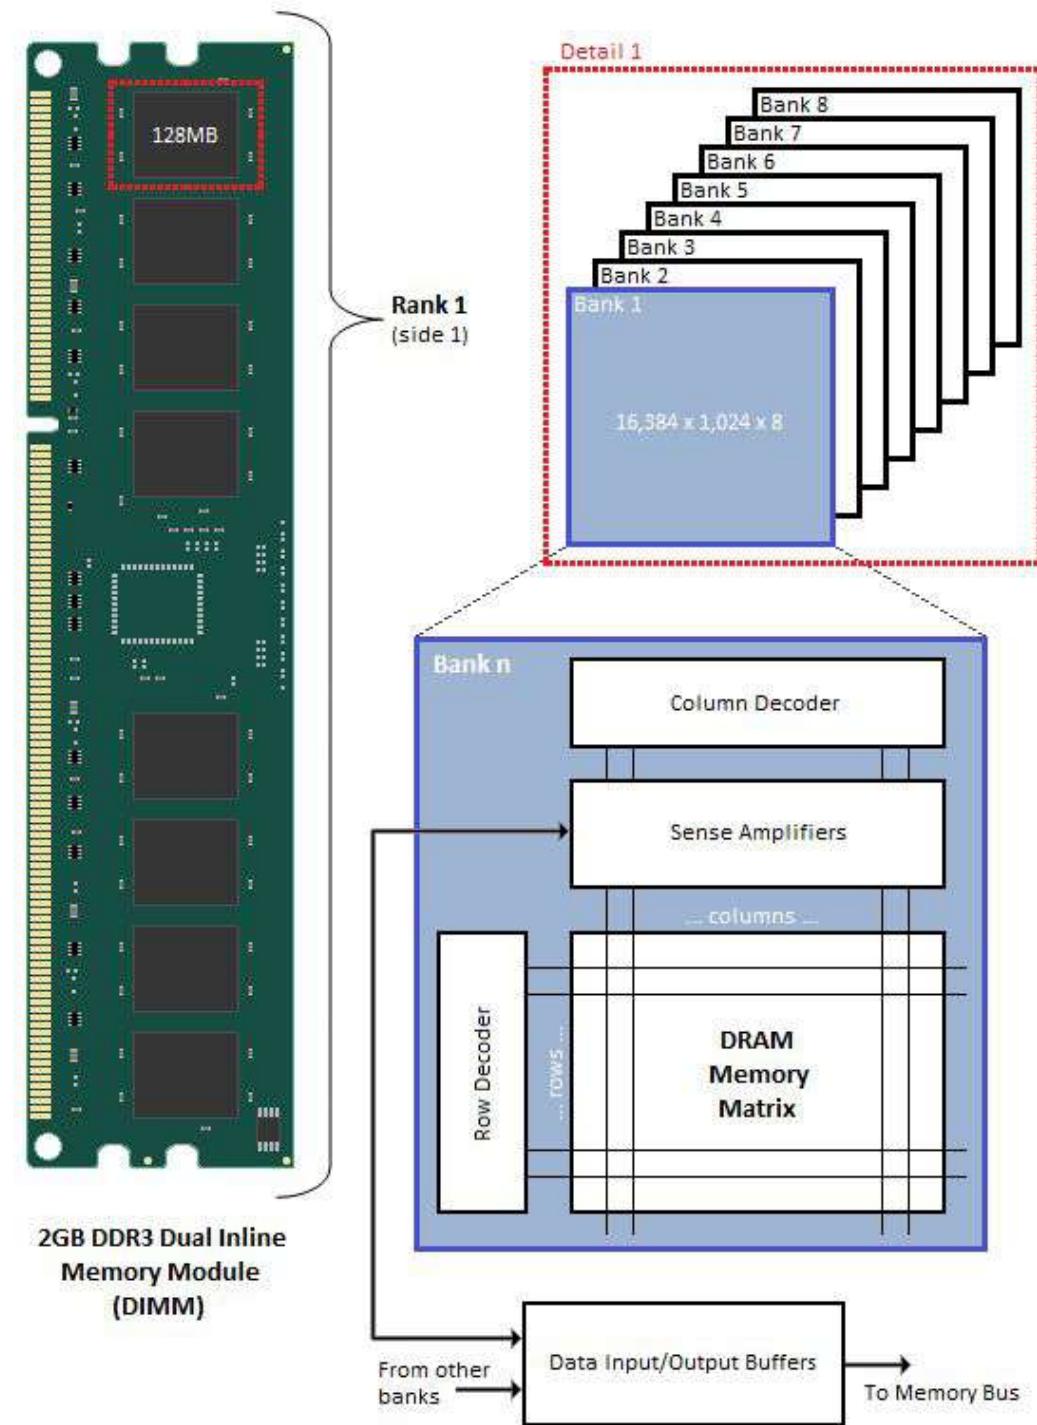 128MB
Rank 1
(side 1)
2GB DDR3 Dual Inline
Memory Module
(DIMM)
Detail 1
Bank 8
Bank 7
Bank 6
Bank 5
Bank 4
Bank 3
Bank 2
Bank 1
16,384 x 1,024 x 8
Bank n
Column Decoder
Sense Amplifiers
... columns ...
Row Decoder
... rows ...
DRAM
Memory
Matrix
Data Input/Output Buffers
From other
banks
To Memory Bus